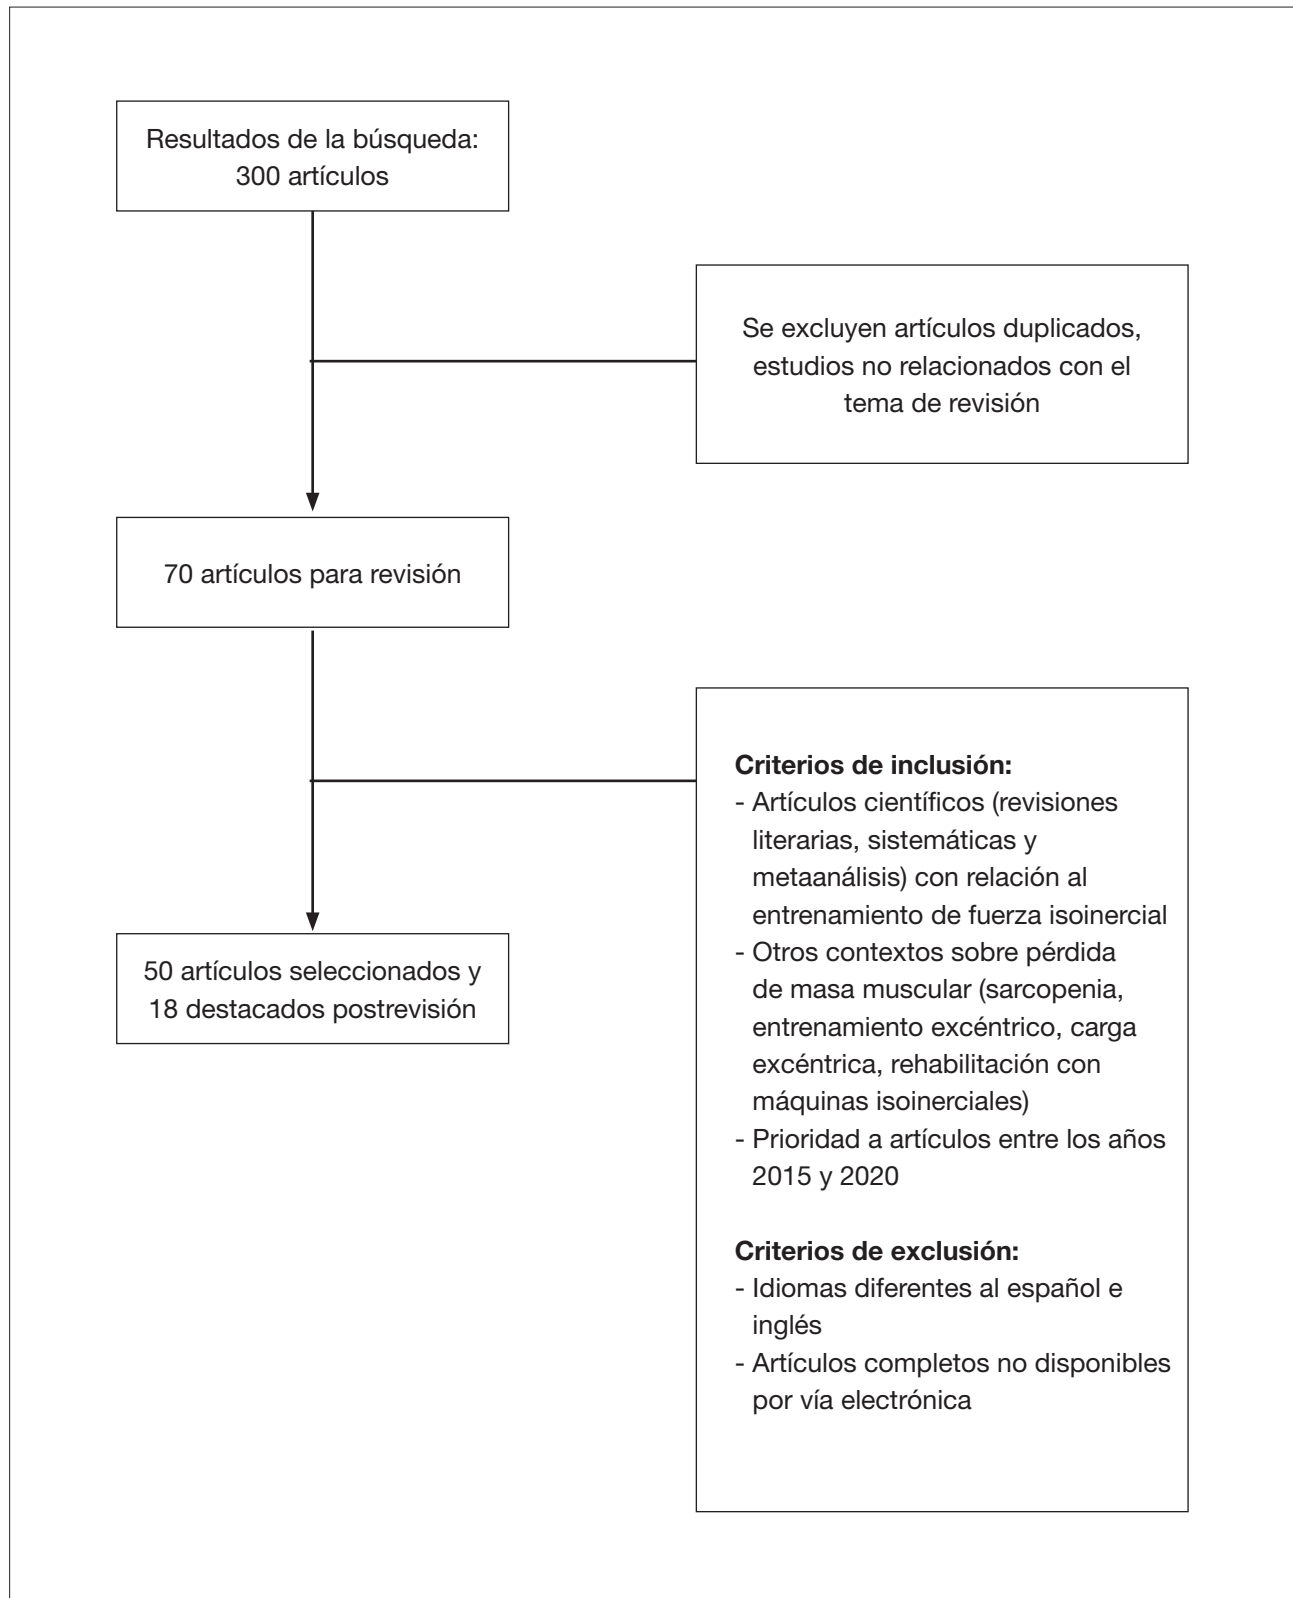 Resultados de la búsqueda:
300 artículos
Se excluyen artículos duplicados,
estudios no relacionados con el
tema de revisión
70 artículos para revisión
Criterios de inclusión:
- Artículos científicos (revisiones
literarias, sistemáticas y
metaanálisis) con relación al
entrenamiento de fuerza isoinercial
- Otros contextos sobre pérdida
de masa muscular (sarcopenia,
entrenamiento excéntrico, carga
excéntrica, rehabilitación con
máquinas isoinerciales)
- Prioridad a artículos entre los años
2015 y 2020
Criterios de exclusión:
- Idiomas diferentes al español e
inglés
- Artículos completos no disponibles
por vía electrónica
50 artículos seleccionados y
18 destacados postrevisión